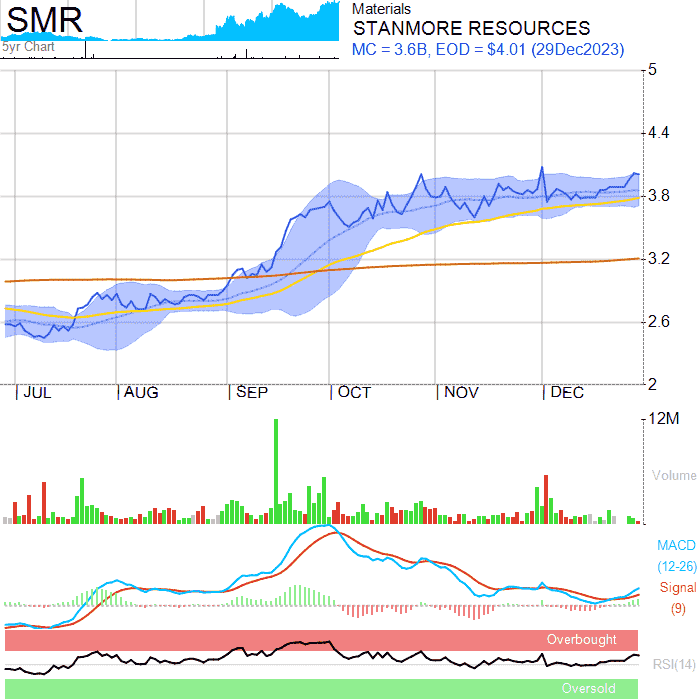 SMR
5yr Chart
Materials
STANMORE RESOURCES
MC = 3.6B, EOD = $4.01 (29Dec2023)
5
4.4
3.8
3.2
2.6
2
JUL AUG SEP OCT NOV DEC
12M
Volume
MACD
(12-26)
Signal
(9)
Overbought
RSI(14)
Oversold